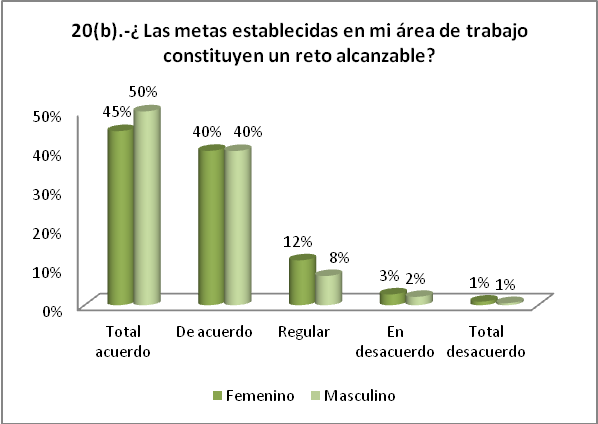 20(b).-¿ Las metas establecidas en mi área de trabajo
constituyen un reto alcanzable?
50%
45%
40% 40%
12%
8%
3% 2%
1% 1%
50%
40%
30%
20%
10%
0%
Total
acuerdo
De acuerdo
Regular
En
desacuerdo
Total
desacuerdo
Femenino Masculino